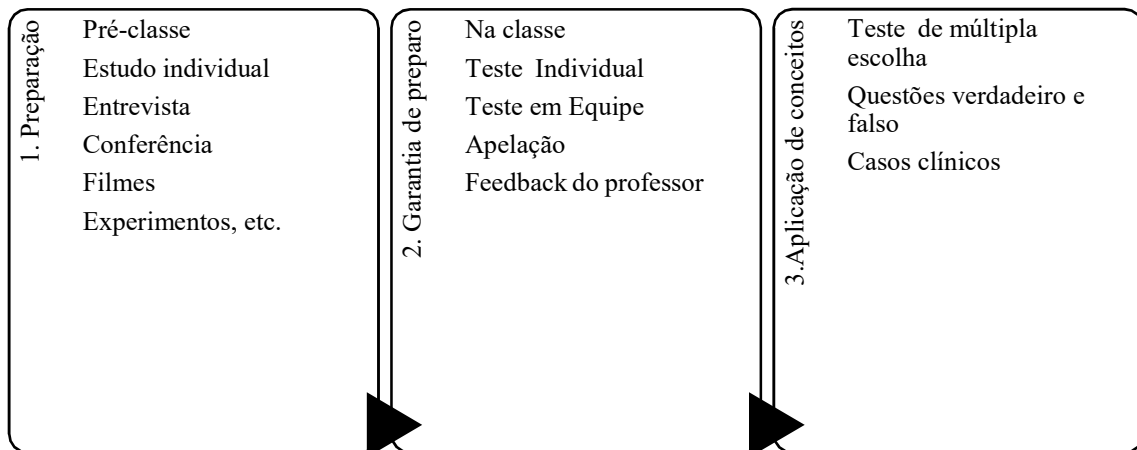 1. Preparação
Pré-classe
Estudo individual
Entrevista
Conferência
Filmes
Experimentos, etc.
2. Garantia de preparo
Na classe
Teste Individual
Teste em Equipe
Apelação
Feedback do professor
3.Aplicação de conceitos
Teste de múltipla
escolha
Questões verdadeiro e
falso
Casos clínicos